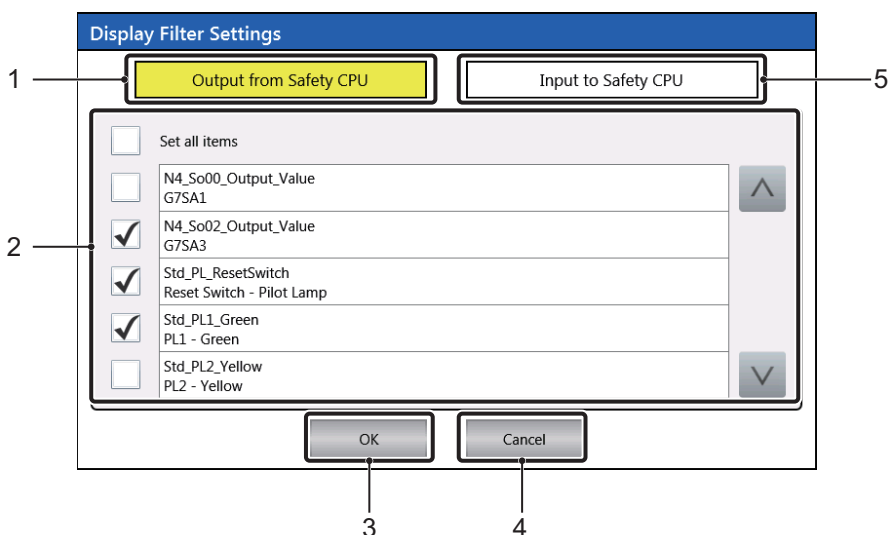 Display Filter Settings
1
Output from Safety CPU
Input to Safety CPU
5
Set all items
N4_So00_Output_Value
G7SA1
2
N4_So02_Output_Value
G7SA3
Std_PL_ResetSwitch
Reset Switch - Pilot Lamp
Std_PL1_Green
PL1 - Green
Std_PL2_Yellow
PL2 - Yellow
OK
Cancel
3
4